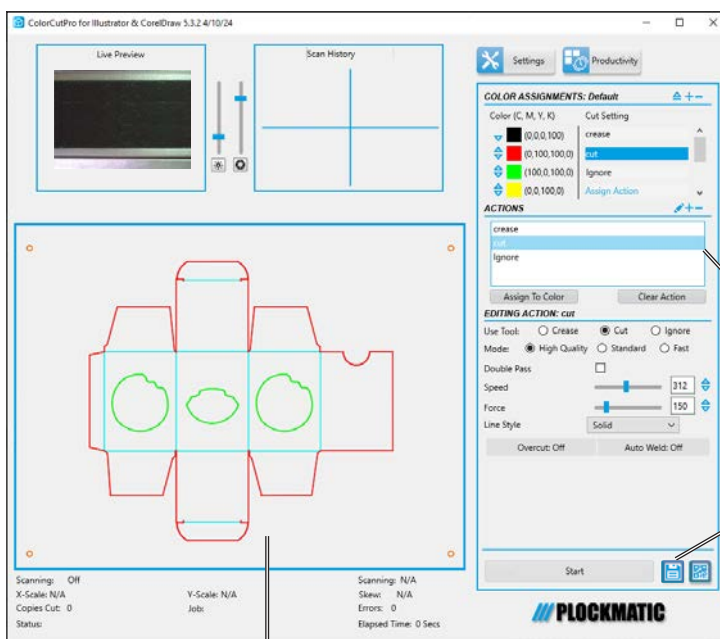 ColorCutPro for Illustrator & CorelDraw 5.3.2 4/10/24
Live Preview
Scan History
Settings
Productivity
COLOR ASSIGNMENTS: Default
Color (C, M, Y, K) Cut Setting
(0,0,0,100) crease
(0,100,100,0) cut
(100,0,100,0) Ignore
(0,0,100,0) Assign Action
ACTIONS
crease
cut
Ignore
Assign To Color Clear Action
EDITING ACTION: cut
Use Tool: Crease Cut Ignore
Mode: High Quality Standard Fast
Double Pass
Speed 312
Force 150
Line Style Solid
Overcut: Off Auto Weld: Off
Start
Scanning: Off Scanning: N/A
X-Scale: N/A Y-Scale: N/A Skew: N/A
Copies Cut: 0 Job: Errors: 0
Status: Elapsed Time: 0 Secs
PLOCKMATIC